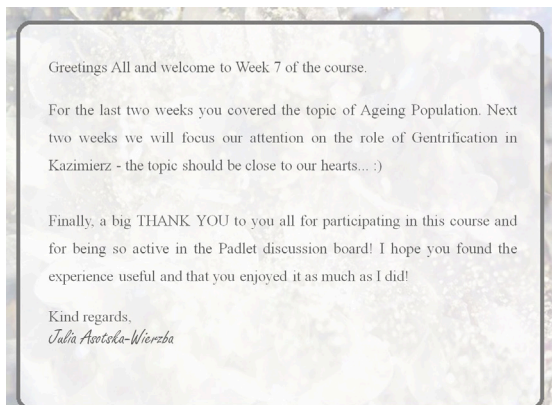 Greetings All and welcome to Week 7 of the course.
For the last two weeks you covered the topic of Ageing Population. Next
two weeks we will focus our attention on the role of Gentrification in
Kazimierz - the topic should be close to our hearts... :)
Finally, a big THANK YOU to you all for participating in this course and
for being so active in the Padlet discussion board! I hope you found the
experience useful and that you enjoyed it as much as I did!
Kind regards,
Julia Asotska-Wierzba